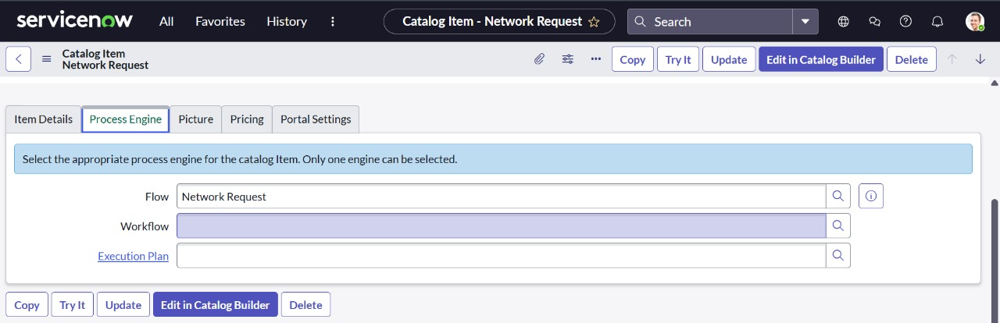 servicenow All Favorites History Catalog Item - Network Request Search
Catalog Item
Network Request
Copy Try It Update Edit in Catalog Builder Delete
Item Details Process Engine Picture Pricing Portal Settings
Select the appropriate process engine for the catalog Item. Only one engine can be selected.
Flow Network Request
Workflow
Execution Plan
Copy Try It Update Edit in Catalog Builder Delete